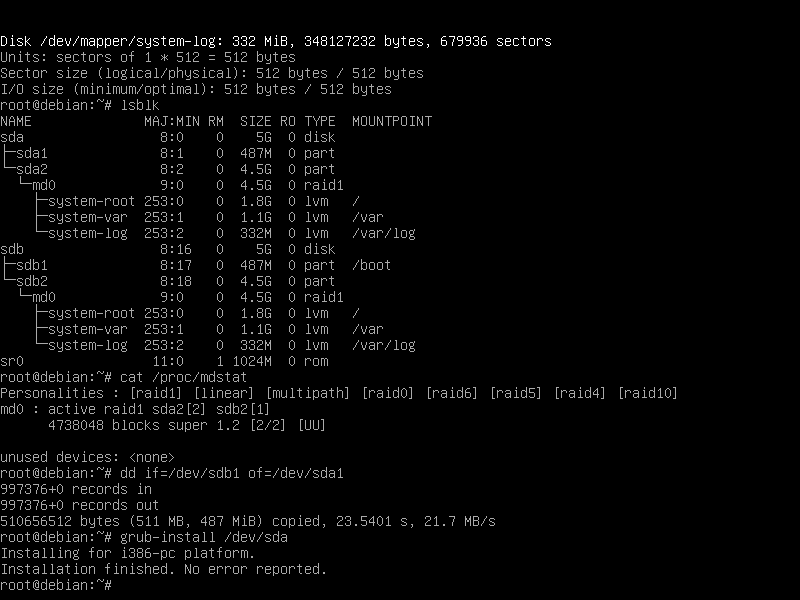 Disk /dev/mapper/system-log: 332 MiB, 348127232 bytes, 679936 sectors
Units: sectors of 1 * 512 = 512 bytes
Sector size (logical/physical): 512 bytes / 512 bytes
I/O size (minimum/optimal): 512 bytes / 512 bytes
root@debian:~# lsblk
NAME              MAJ:MIN RM  SIZE RO TYPE  MOUNTPOINT
sda                 8:0    0    5G  0 disk
├─sda1              8:1    0  487M  0 part
└─sda2              8:2    0  4.5G  0 part
  └─md0             9:0    0  4.5G  0 raid1
    ├─system-root 253:0    0  1.8G  0 lvm   /
    ├─system-var  253:1    0  1.1G  0 lvm   /var
    └─system-log  253:2    0  332M  0 lvm   /var/log
sdb                 8:16   0    5G  0 disk
├─sdb1              8:17   0  487M  0 part  /boot
└─sdb2              8:18   0  4.5G  0 part
  └─md0             9:0    0  4.5G  0 raid1
    ├─system-root 253:0    0  1.8G  0 lvm   /
    ├─system-var  253:1    0  1.1G  0 lvm   /var
    └─system-log  253:2    0  332M  0 lvm   /var/log
sr0                11:0    1 1024M  0 rom
root@debian:~# cat /proc/mdstat
Personalities : [raid1] [linear] [multipath] [raid0] [raid6] [raid5] [raid4] [raid10]
md0 : active raid1 sda2[2] sdb2[1]
      4738048 blocks super 1.2 [2/2] [UU]
unused devices: <none>
root@debian:~# dd if=/dev/sdb1 of=/dev/sda1
997376+0 records in
997376+0 records out
510656512 bytes (511 MB, 487 MiB) copied, 23.5401 s, 21.7 MB/s
root@debian:~# grub-install /dev/sda
Installing for i386-pc platform.
Installation finished. No error reported.
root@debian:~#